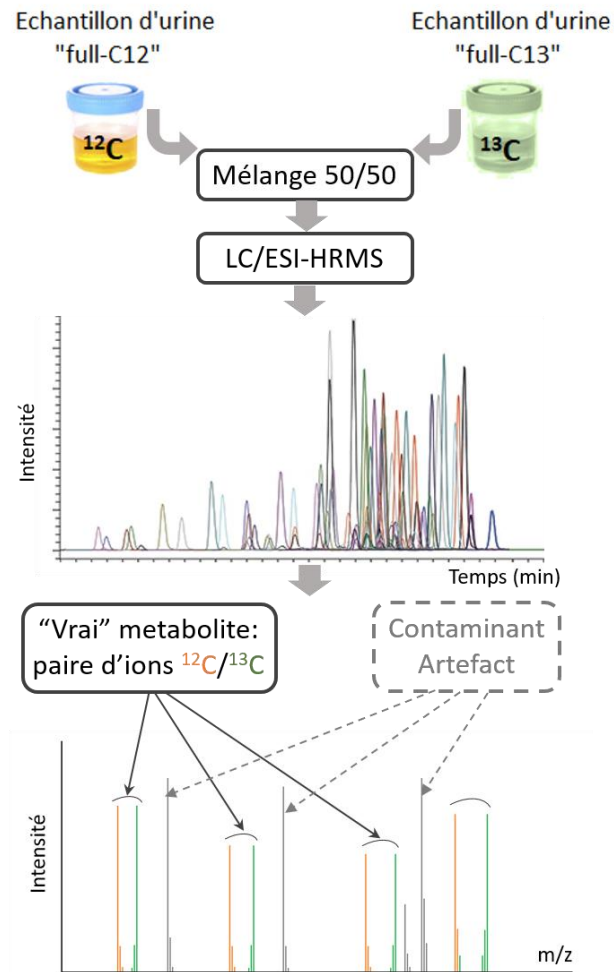 Echantillon d'urine
"full-C12"
Echantillon d'urine
"full-C13"
¹²C
¹³C
Mélange 50/50
LC/ESI-HRMS
Intensité
Temps (min)
“Vrai” metabolite:
paire d’ions ¹²C/¹³C
Contaminant
Artefact
Intensité
m/z